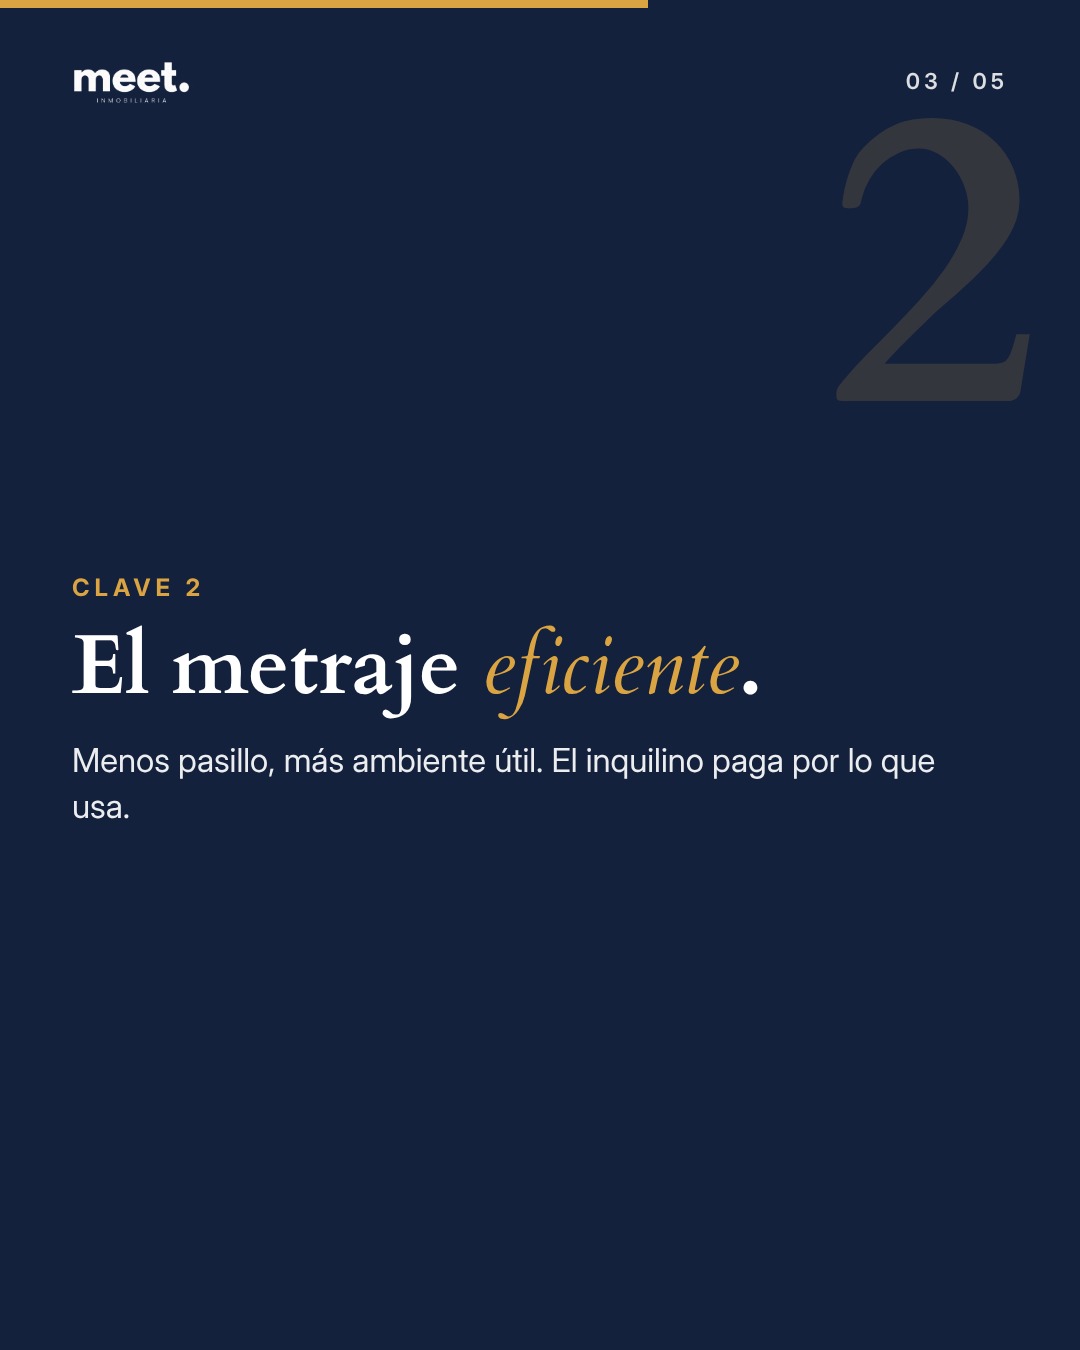 meet.
INMOBILIARIA
03 / 05
2
CLAVE 2
El metraje eficiente.
Menos pasillo, más ambiente útil. El inquilino paga por lo que
usa.